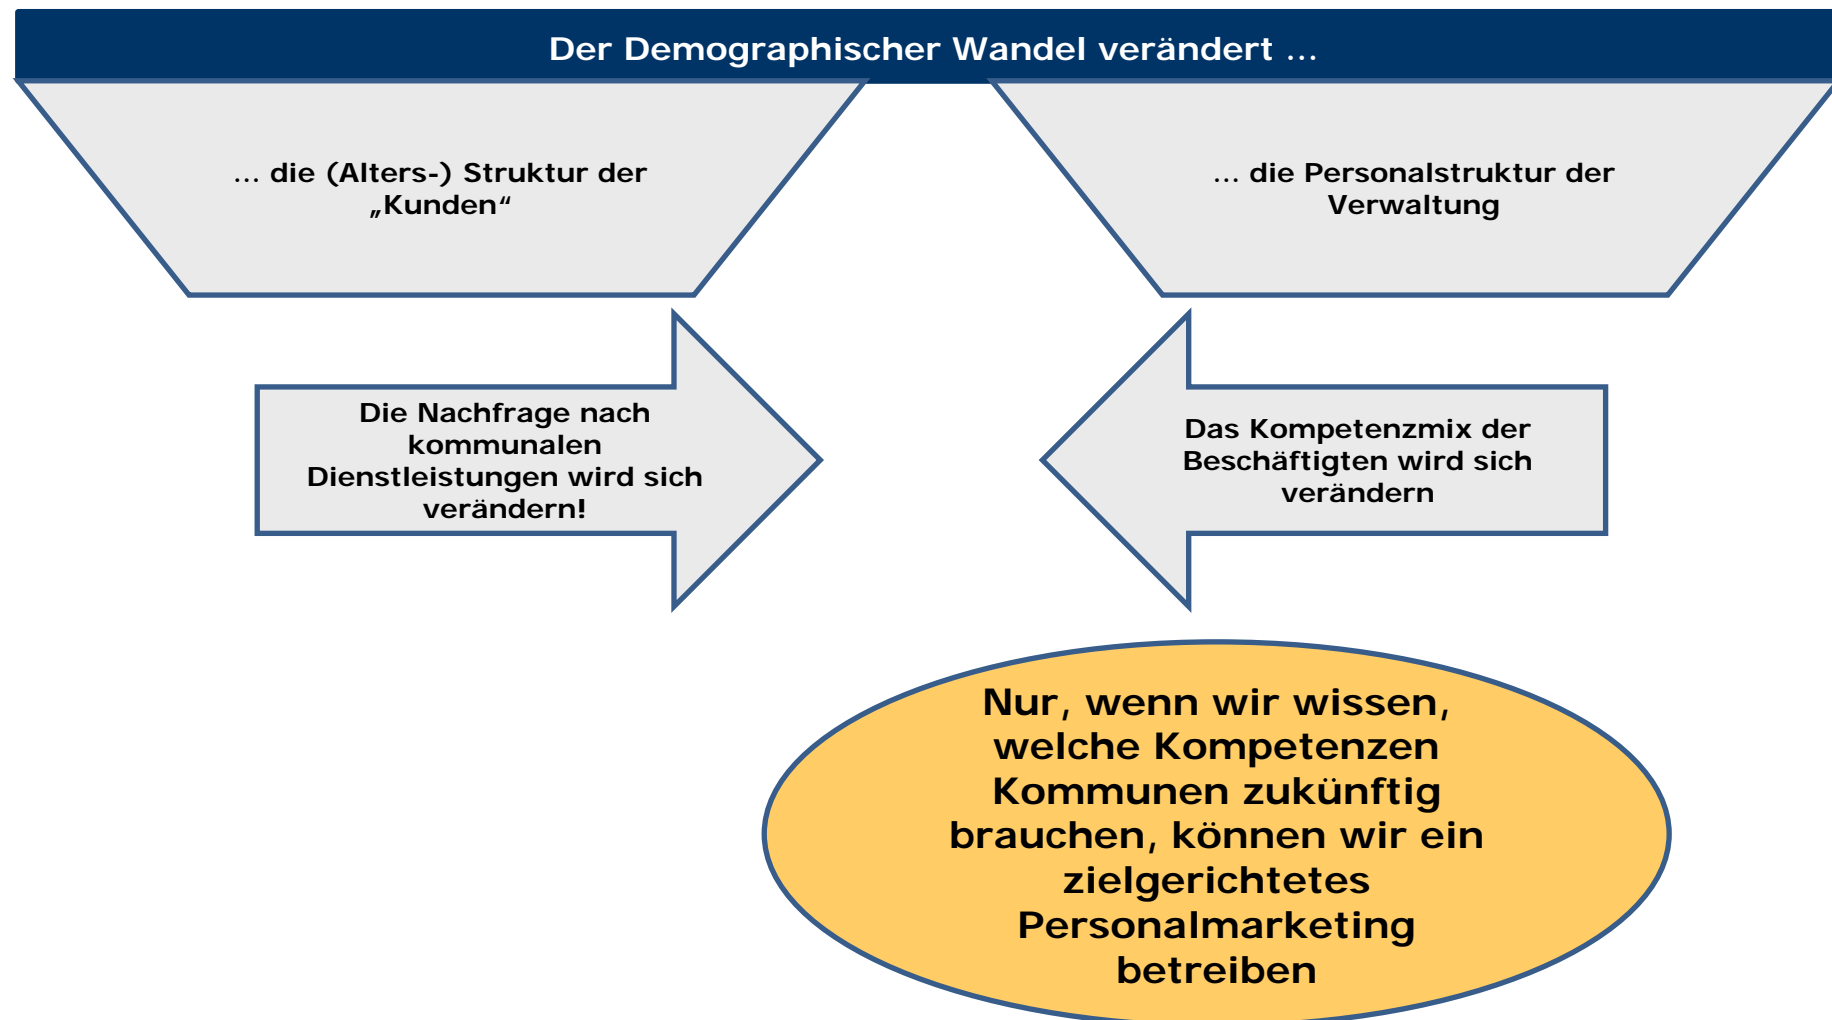 Der Demographischer Wandel verändert ...
... die (Alters-) Struktur der
„Kunden“
... die Personalstruktur der
Verwaltung
Die Nachfrage nach
kommunalen
Dienstleistungen wird sich
verändern!
Das Kompetenzmix der
Beschäftigten wird sich
verändern
Nur, wenn wir wissen,
welche Kompetenzen
Kommunen zukünftig
brauchen, können wir ein
zielgerichtetes
Personalmarketing
betreiben